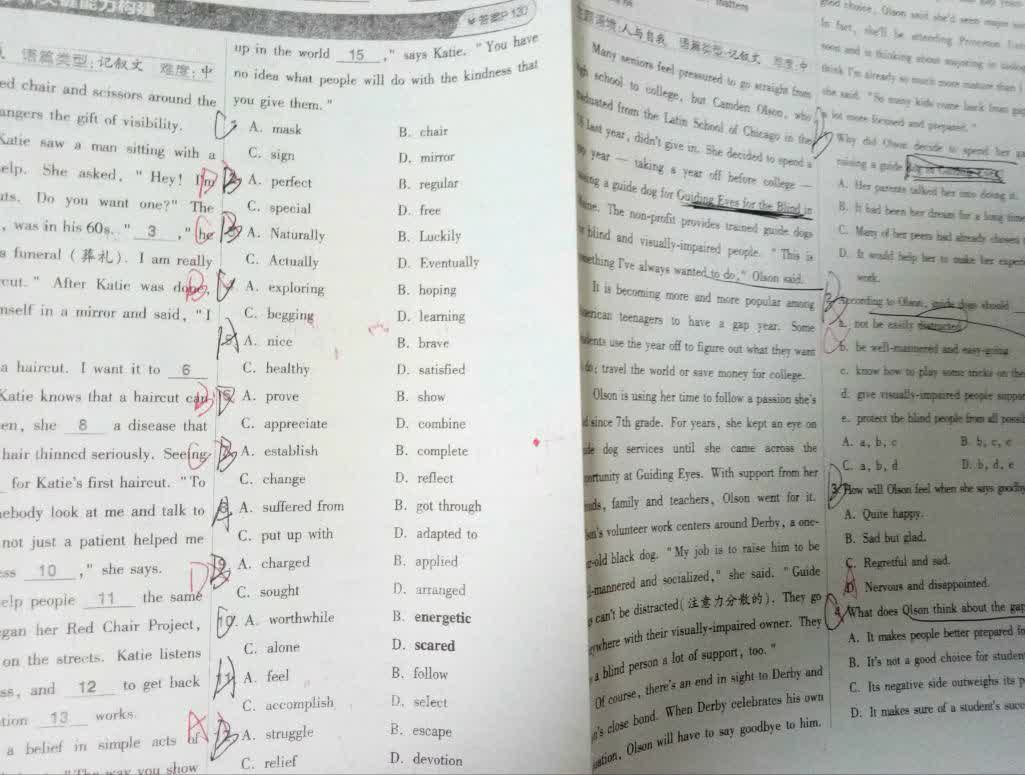 答案P 130
语篇类型:记叙文 难度:中
ed chair and scissors around the
angers the gift of visibility.
Katie saw a man sitting with a
elp. She asked, "Hey! I'm
uts. Do you want one?" The
, was in his 60s. " 3 ," he
s funeral (葬礼). I am really
cut." After Katie was done,
mself in a mirror and said, "I
a haircut. I want it to 6
Katie knows that a haircut can
en, she 8 a disease that
hair thinned seriously. Seeing
for Katie's first haircut. "To
mebody look at me and talk to
not just a patient helped me
ess 10 ," she says.
elp people 11 the same
egan her Red Chair Project,
on the streets. Katie listens
ss, and 12 to get back
tion 13 works.
a belief in simple acts of
"The way you show
up in the world 15 ," says Katie. "You have
no idea what people will do with the kindness that
you give them."
A. mask B. chair
C. sign D. mirror
A. perfect B. regular
C. special D. free
A. Naturally B. Luckily
C. Actually D. Eventually
A. exploring B. hoping
C. begging D. learning
A. nice B. brave
C. healthy D. satisfied
A. prove B. show
C. appreciate D. combine
A. establish B. complete
C. change D. reflect
A. suffered from B. got through
C. put up with D. adapted to
A. charged B. applied
C. sought D. arranged
10. A. worthwhile B. energetic
C. alone D. scared
11. A. feel B. follow
C. accomplish D. select
12. A. struggle B. escape
C. relief D. devotion
主题语境:人与自我 语篇类型:记叙文 难度:中
Many seniors feel pressured to go straight from
high school to college, but Camden Olson, who
graduated from the Latin School of Chicago in the
last year, didn't give in. She decided to spend a
gap year — taking a year off before college —
raising a guide dog for Guiding Eyes for the Blind in
The non-profit provides trained guide dogs
blind and visually-impaired people. "This is
something I've always wanted to do," Olson said.
It is becoming more and more popular among
American teenagers to have a gap year. Some
students use the year off to figure out what they want
do, travel the world or save money for college.
Olson is using her time to follow a passion she's
d since 7th grade. For years, she kept an eye on
guide dog services until she came across the
opportunity at Guiding Eyes. With support from her
friends, family and teachers, Olson went for it.
Olson's volunteer work centers around Derby, a one-
year-old black dog. "My job is to raise him to be
well-mannered and socialized," she said. "Guide
dogs can't be distracted(注意力分散的). They go
everywhere with their visually-impaired owner. They
a blind person a lot of support, too."
Of course, there's an end in sight to Derby and
Olson's close bond. When Derby celebrates his own
graduation, Olson will have to say goodbye to him.
matters
good choice, Olson said she'd seen major
In fact, she'll be attending Princeton
soon and is thinking about majoring in
think I'm already so much more mature than I
she said. "So many kids come back from gap
a lot more focused and prepared."
Why did Olson decide to spend her ga
raising a guide dog in Guiding Eyes
A. Her parents talked her into doing it.
B. It had been her dream for a long time
C. Many of her peers had already chosen
D. It would help her to make her exper
week.
According to Olson, guide dogs should
a. not be easily distracted
b. be well-mannered and easy-going
c. know how to play some tricks on the
d. give visually-impaired people suppor
e. protect the blind people from all possi
A. a, b, c B. b, c, e
C. a, b, d D. b, d, e
3. How will Olson feel when she says goodby
A. Quite happy.
B. Sad but glad.
C. Regretful and sad.
D. Nervous and disappointed.
4. What does Olson think about the gap
A. It makes people better prepared fo
B. It's not a good choice for studen
C. Its negative side outweighs its p
D. It makes sure of a student's succ